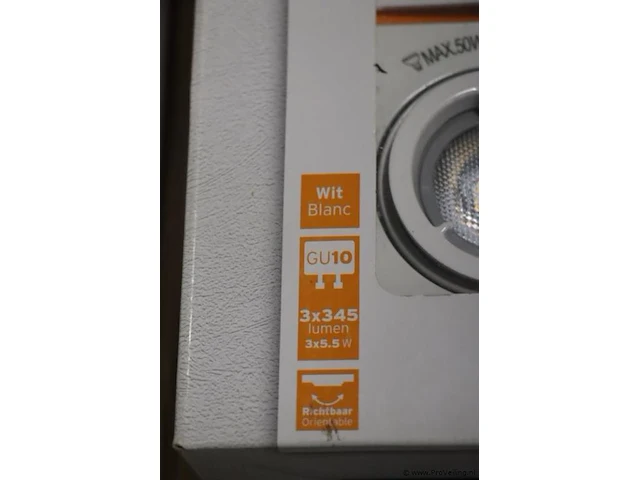 MAX.50W
Wit
Blanc
GU10
3x345
lumen
3x5.5 W
Richtbaar
Orientable
© www.ProVeiling.nl